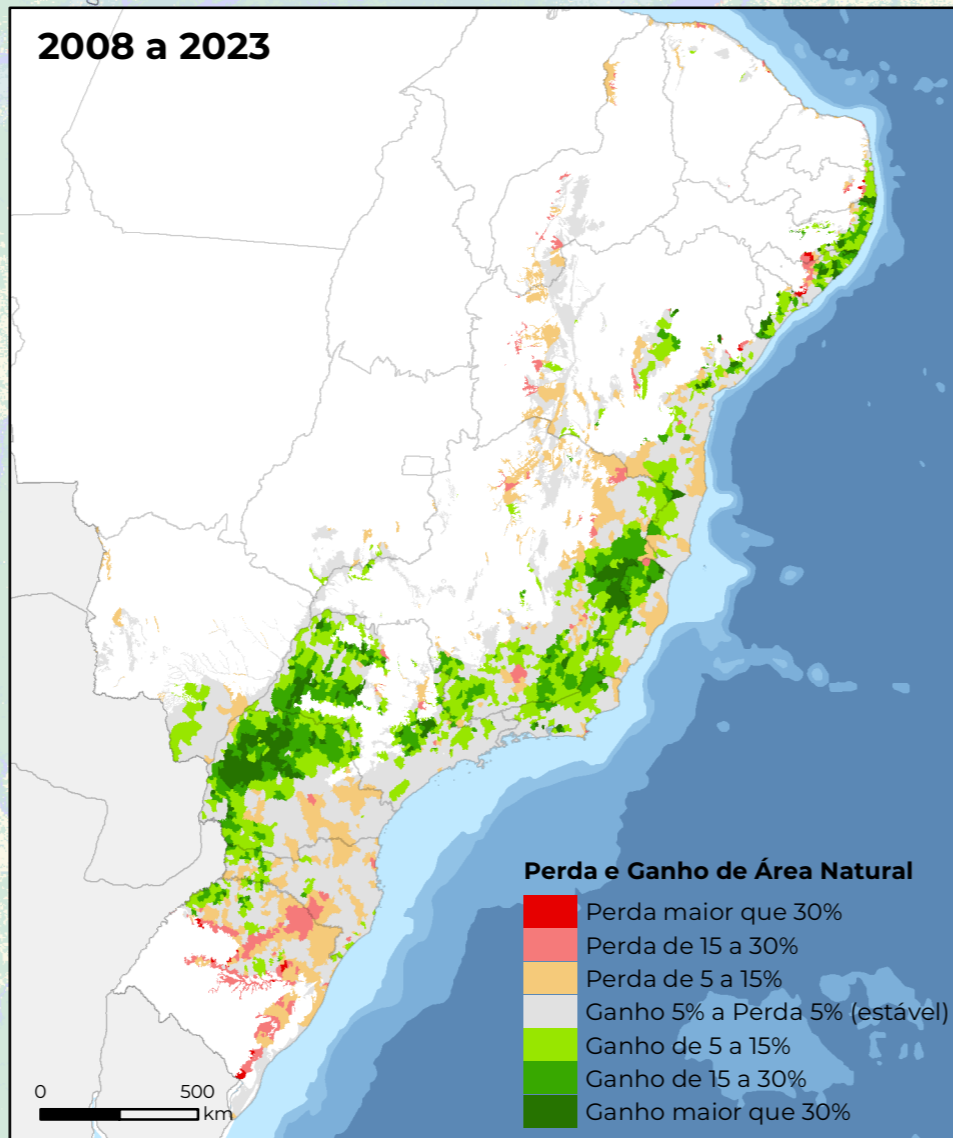 2008 a 2023
Perda e Ganho de Área Natural
Perda maior que 30%
Perda de 15 a 30%
Perda de 5 a 15%
Ganho 5% a Perda 5% (estável)
Ganho de 5 a 15%
Ganho de 15 a 30%
Ganho maior que 30%
0 500
km